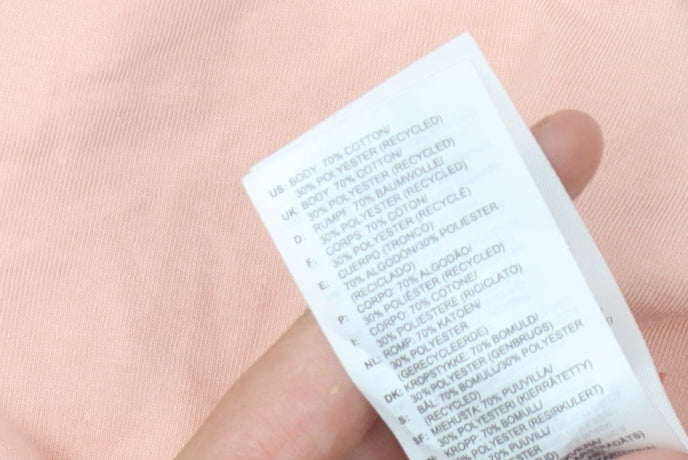 US: BODY: 70% COTTON/
30% POLYESTER (RECYCLED)
UK: BODY: 70% COTTON/
30% POLYESTER (RECYCLED)
D: RUMPF: 70% BAUMWOLLE/
30% POLYESTER (RECYCLED)
F: CORPS: 70% COTON/
30% POLYESTER (RECYCLÉ)
E: CUERPO (TRONCO):
70% ALGODÓN/30% POLIESTER
(RECICLADO)
P: CORPO: 70% ALGODÃO/
30% POLIÉSTER (RECYCLED)
I: CORPO: 70% COTONE/
30% POLIESTERE (RICICLATO)
NL: ROMP: 70% KATOEN/
30% POLYESTER
(GERECYCLEERDE)
DK: KROPSTYKKE: 70% BOMULD/
30% POLYESTER (GENBRUGS)
S: BÅL: 70% BOMULL/30% POLYESTER
(RECYCLED)
SF: MIEHUSTA: 70% PUUVILLA/
30% POLYESTERI (KIERRÄTETTY)
KROPP: 70% BOMULL/
30% POLYESTER (RESIRKULERT)
70% PUUVILL/